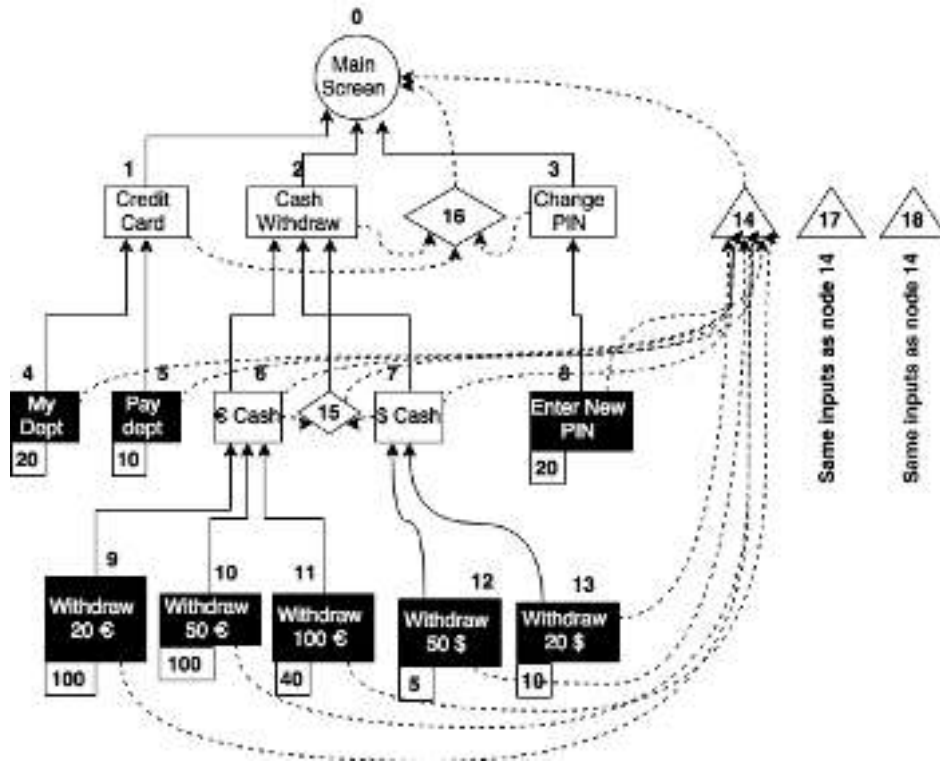 0
Main
Screen
1
2
3
Credit
Card
Cash
Withdraw
16
Change
PIN
14
17
18
Same inputs as node 14
Same inputs as node 14
4
5
6
7
8
My
Dept
Pay
dept
€ Cash
15
$ Cash
Enter New
PIN
20
10
20
9
10
11
12
13
Withdraw
20 €
Withdraw
50 €
Withdraw
100 €
Withdraw
50 $
Withdraw
20 $
100
100
40
5
10